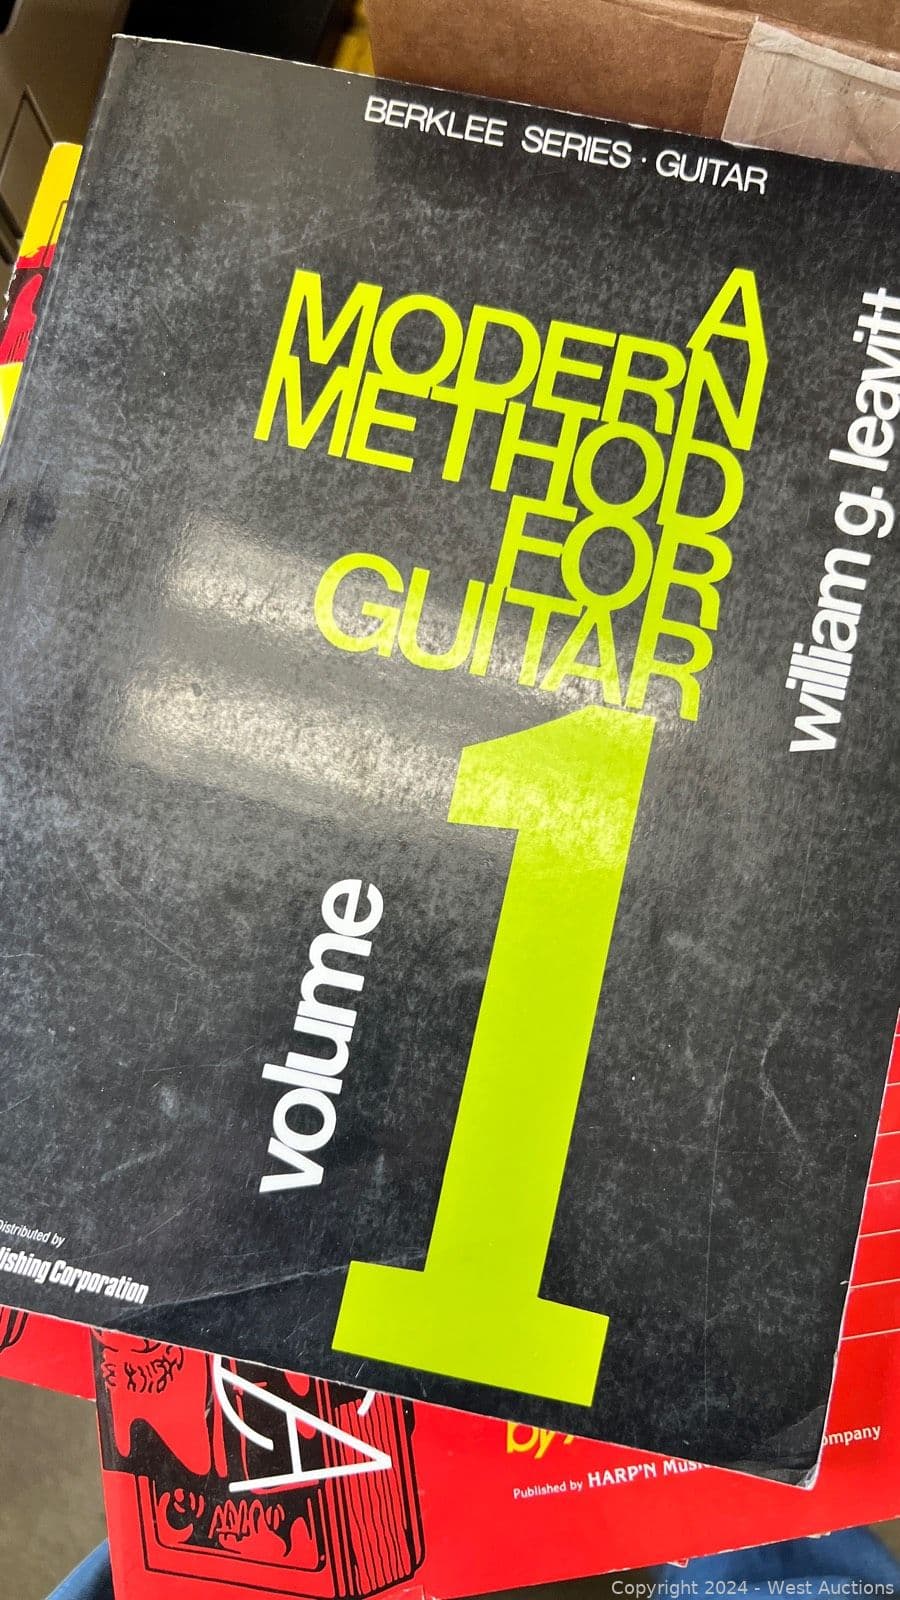 BERKLEE SERIES · GUITAR
A
MODERN
METHOD
FOR
GUITAR
william g. leavitt
1
volume
Distributed by
lishing Corporation
by
ompany
Published by HARP'N
Copyright 2024 - West Auctions